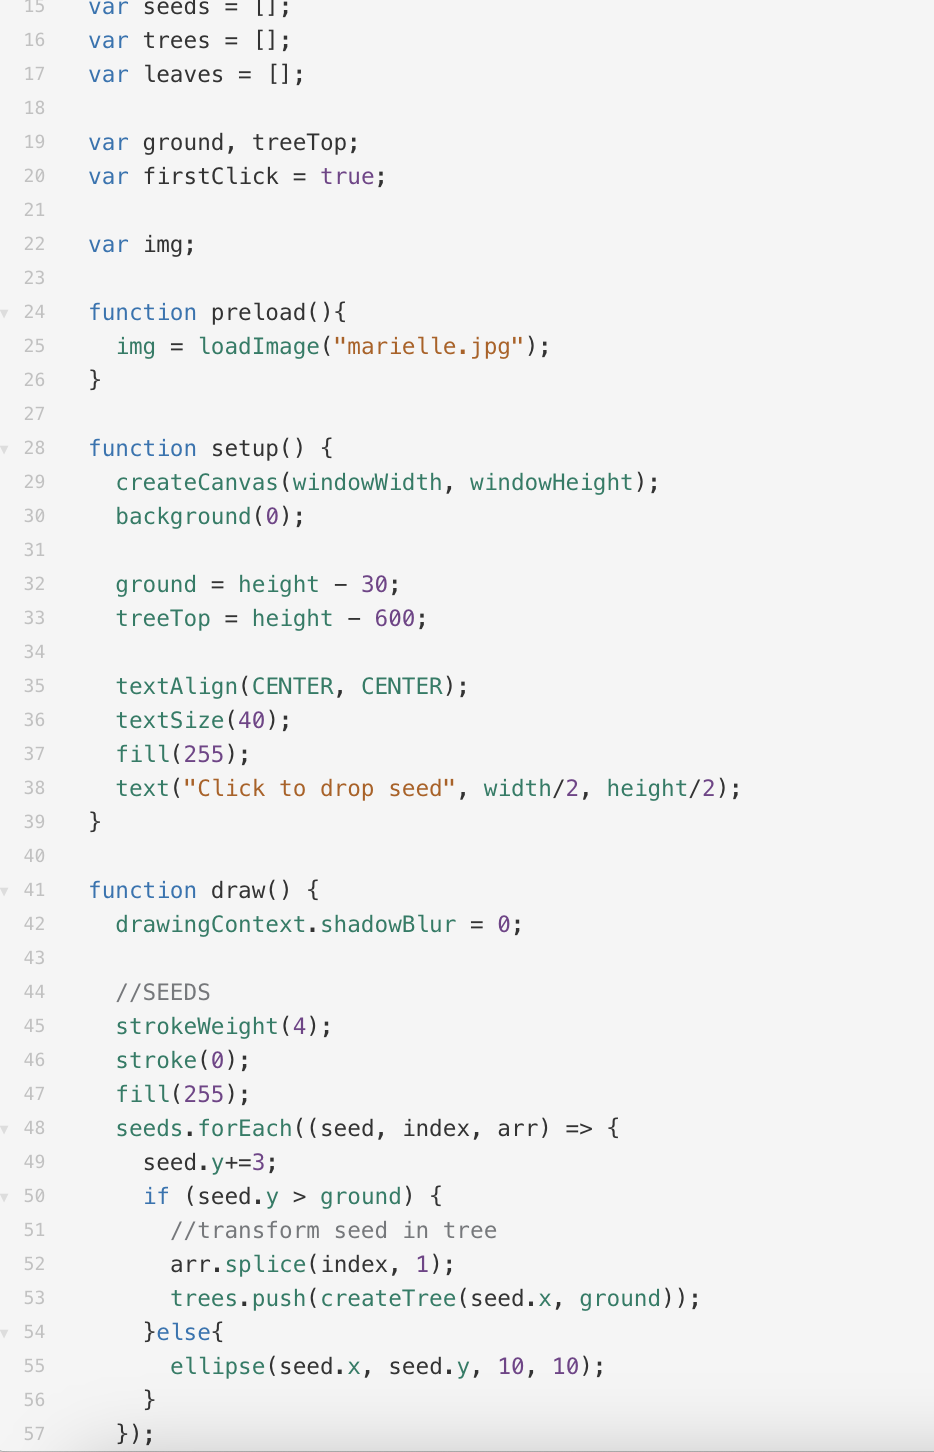 15 var seeds = [];
16 var trees = [];
17 var leaves = [];
18
19 var ground, treeTop;
20 var firstClick = true;
21
22 var img;
23
24 function preload(){
25   img = loadImage("marielle.jpg");
26 }
27
28 function setup() {
29   createCanvas(windowWidth, windowHeight);
30   background(0);
31
32   ground = height − 30;
33   treeTop = height − 600;
34
35   textAlign(CENTER, CENTER);
36   textSize(40);
37   fill(255);
38   text("Click to drop seed", width/2, height/2);
39 }
40
41 function draw() {
42   drawingContext.shadowBlur = 0;
43
44   //SEEDS
45   strokeWeight(4);
46   stroke(0);
47   fill(255);
48   seeds.forEach((seed, index, arr) => {
49     seed.y+=3;
50     if (seed.y > ground) {
51       //transform seed in tree
52       arr.splice(index, 1);
53       trees.push(createTree(seed.x, ground));
54     }else{
55       ellipse(seed.x, seed.y, 10, 10);
56     }
57   });